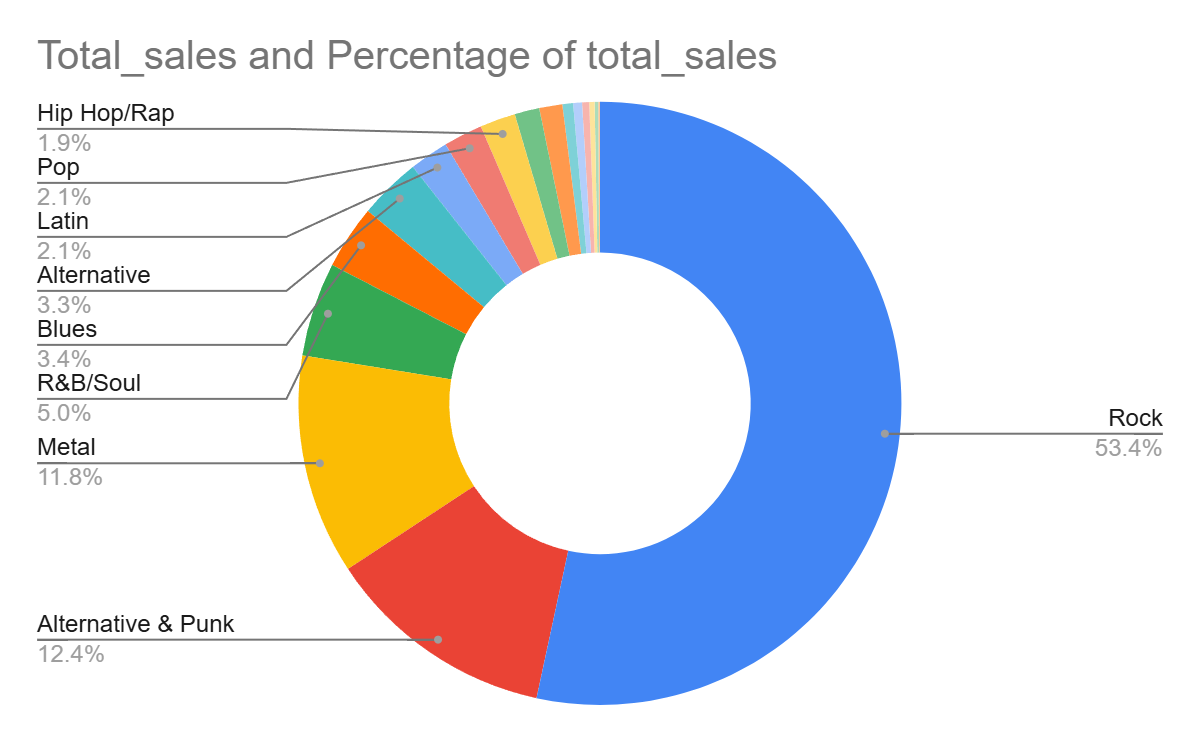 Total_sales and Percentage of total_sales
Hip Hop/Rap
1.9%
Pop
2.1%
Latin
2.1%
Alternative
3.3%
Blues
3.4%
R&B/Soul
5.0%
Metal
11.8%
Alternative & Punk
12.4%
Rock
53.4%